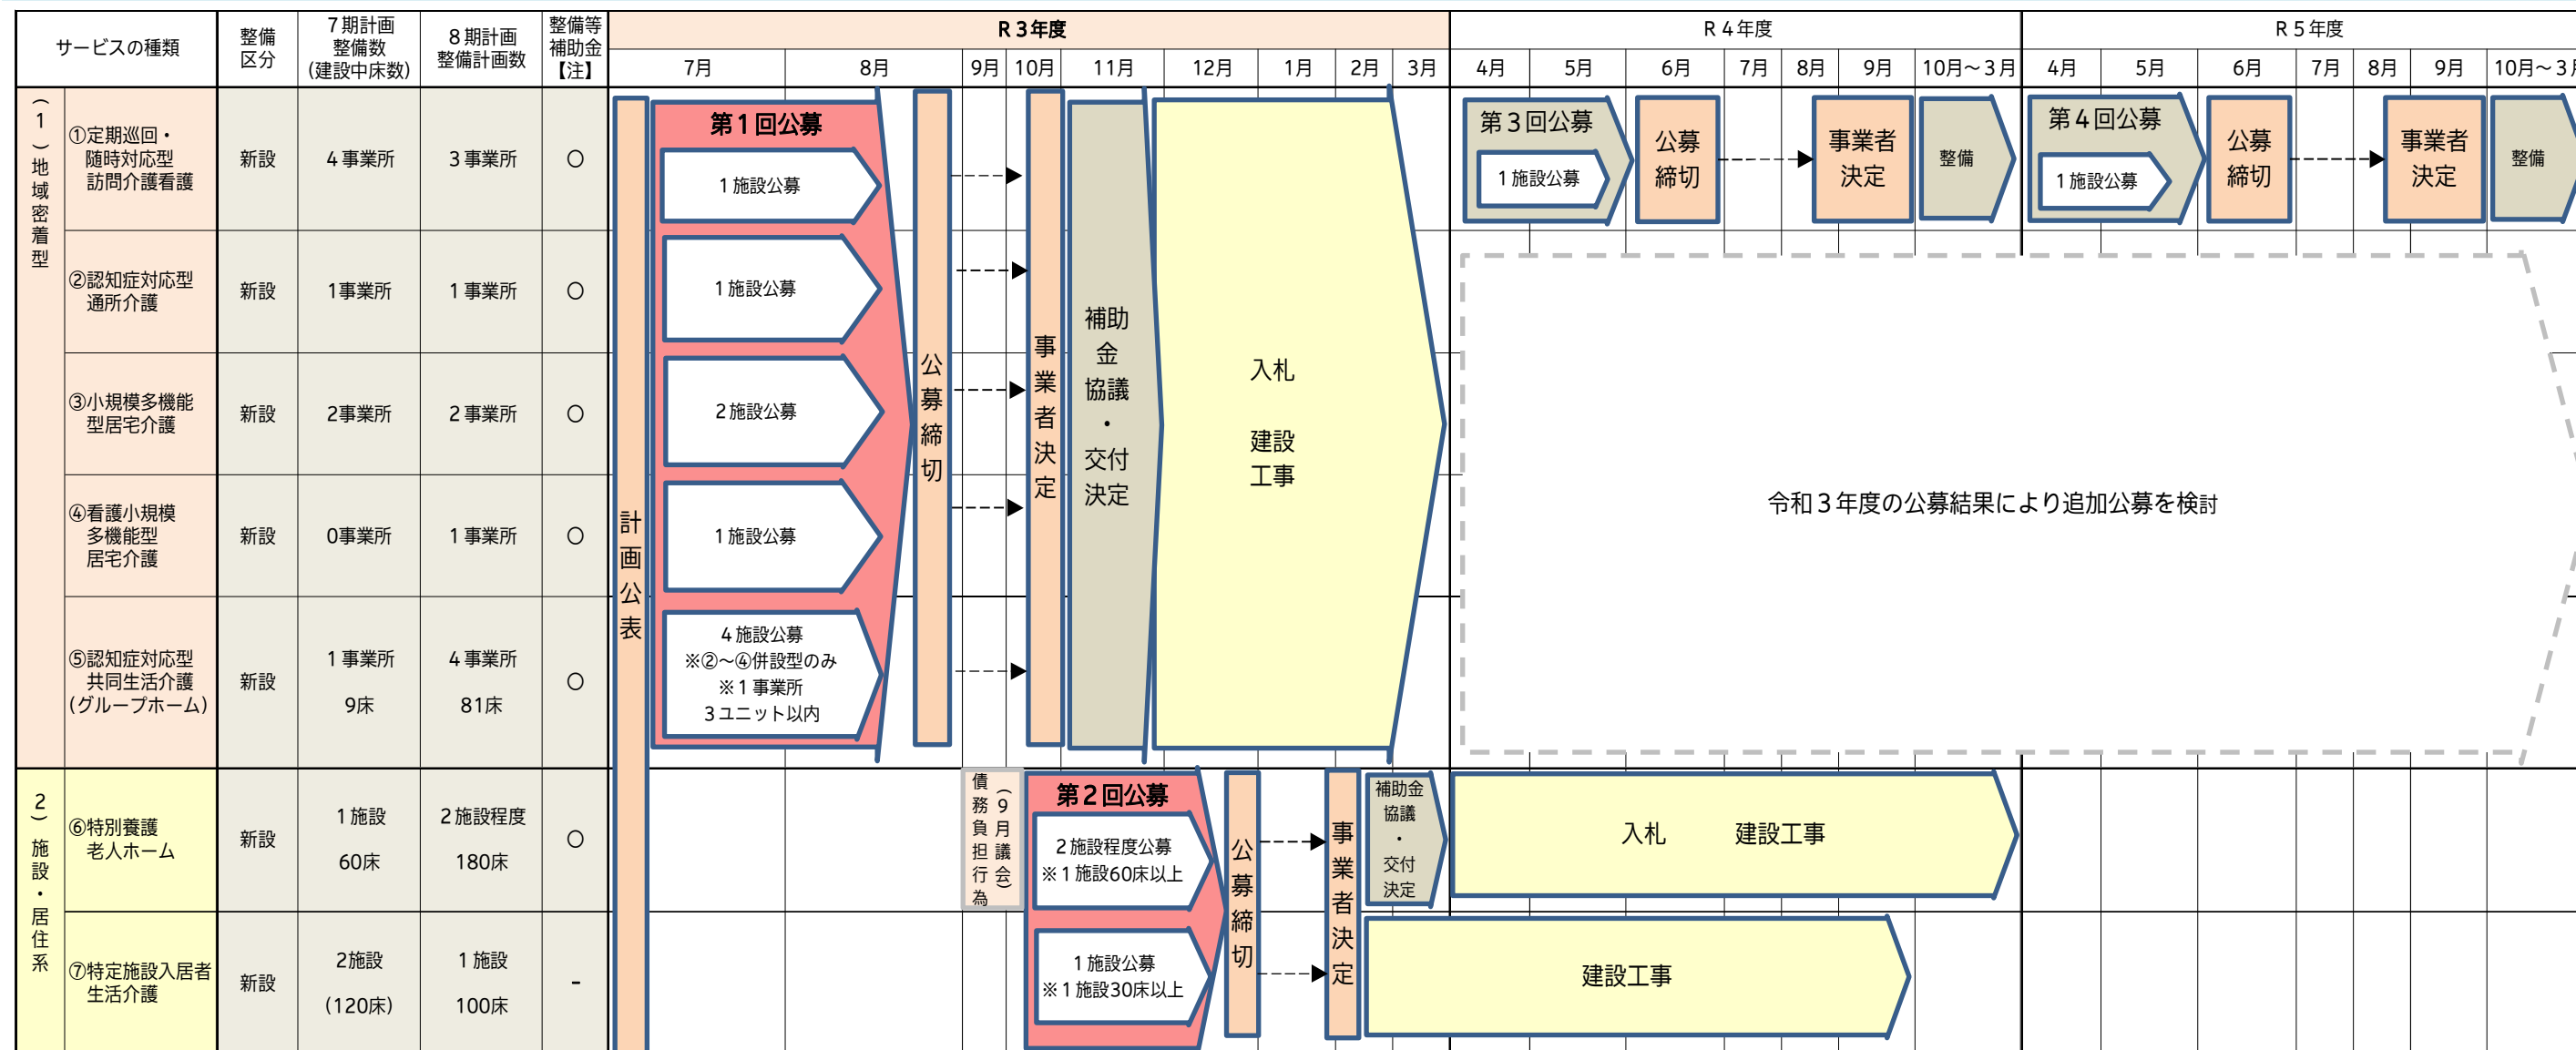 サービスの種類
整備
区分
７期計画
整備数
(建設中床数)
８期計画
整備計画数
整備等
補助金
【注】
Ｒ３年度
７月
８月
９月
10月
11月
12月
１月
２月
３月
Ｒ４年度
４月
５月
６月
７月
８月
９月
10月～３月
Ｒ５年度
４月
５月
６月
７月
８月
９月
10月～３月
（１）地域密着型
①定期巡回・
随時対応型
訪問介護看護
新設
４事業所
３事業所
○
②認知症対応型
通所介護
新設
1事業所
１事業所
○
③小規模多機能
型居宅介護
新設
2事業所
２事業所
○
④看護小規模
多機能型
居宅介護
新設
0事業所
１事業所
○
⑤認知症対応型
共同生活介護
(グループホーム)
新設
１事業所
9床
４事業所
81床
○
計画公表
第１回公募
１施設公募
１施設公募
２施設公募
１施設公募
４施設公募
※②～④併設型のみ
※１事業所
３ユニット以内
公募締切
事業者決定
補助
金
協議
・
交付
決定
入札
建設
工事
第３回公募
１施設公募
公募
締切
事業者
決定
整備
第４回公募
１施設公募
公募
締切
事業者
決定
整備
令和３年度の公募結果により追加公募を検討
２）施設・居住系
⑥特別養護
老人ホーム
新設
１施設
60床
２施設程度
180床
○
⑦特定施設入居者
生活介護
新設
2施設
(120床)
１施設
100床
-
（９月議会）
債務負担行為
第２回公募
２施設程度公募
※１施設60床以上
１施設公募
※１施設30床以上
公募締切
事業者決定
補助金
協議
・
交付
決定
入札　建設工事
建設工事